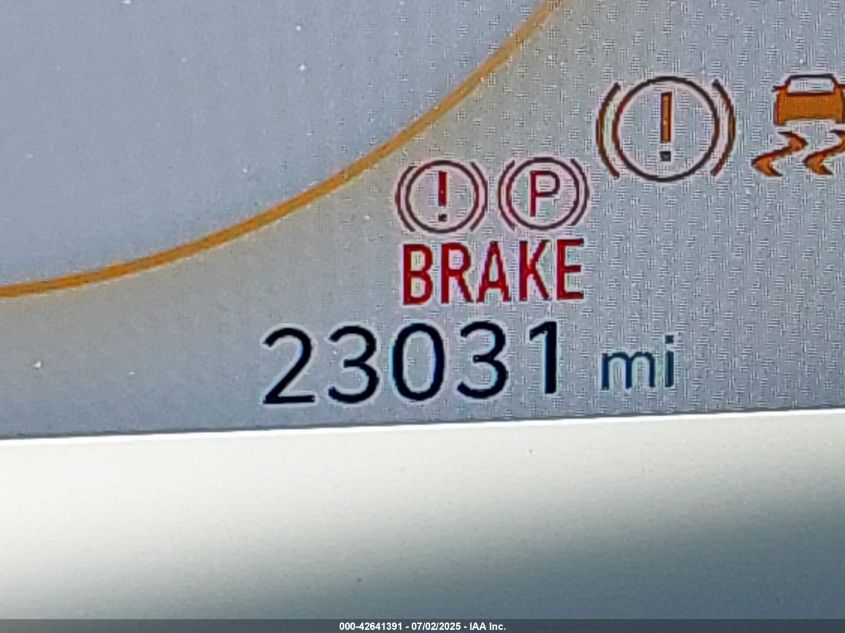 ! P !
BRAKE
23031 mi
000-42641391 - 07/02/2025 - IAA Inc.